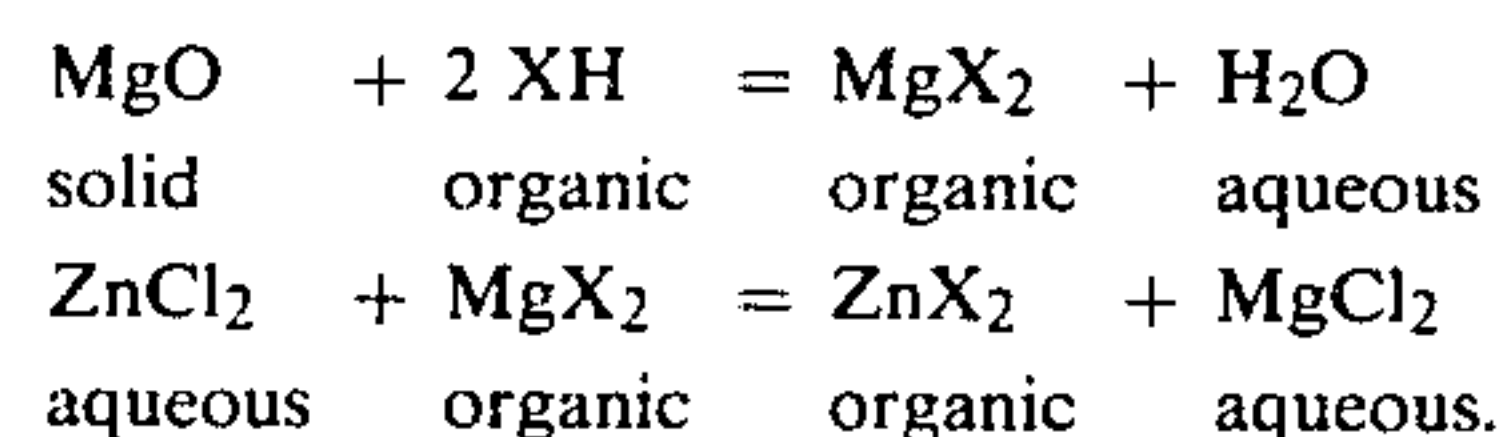 MgO + 2 XH = MgX₂ + H₂O
solid organic organic aqueous
ZnCl₂ + MgX₂ = ZnX₂ + MgCl₂
aqueous organic organic aqueous.